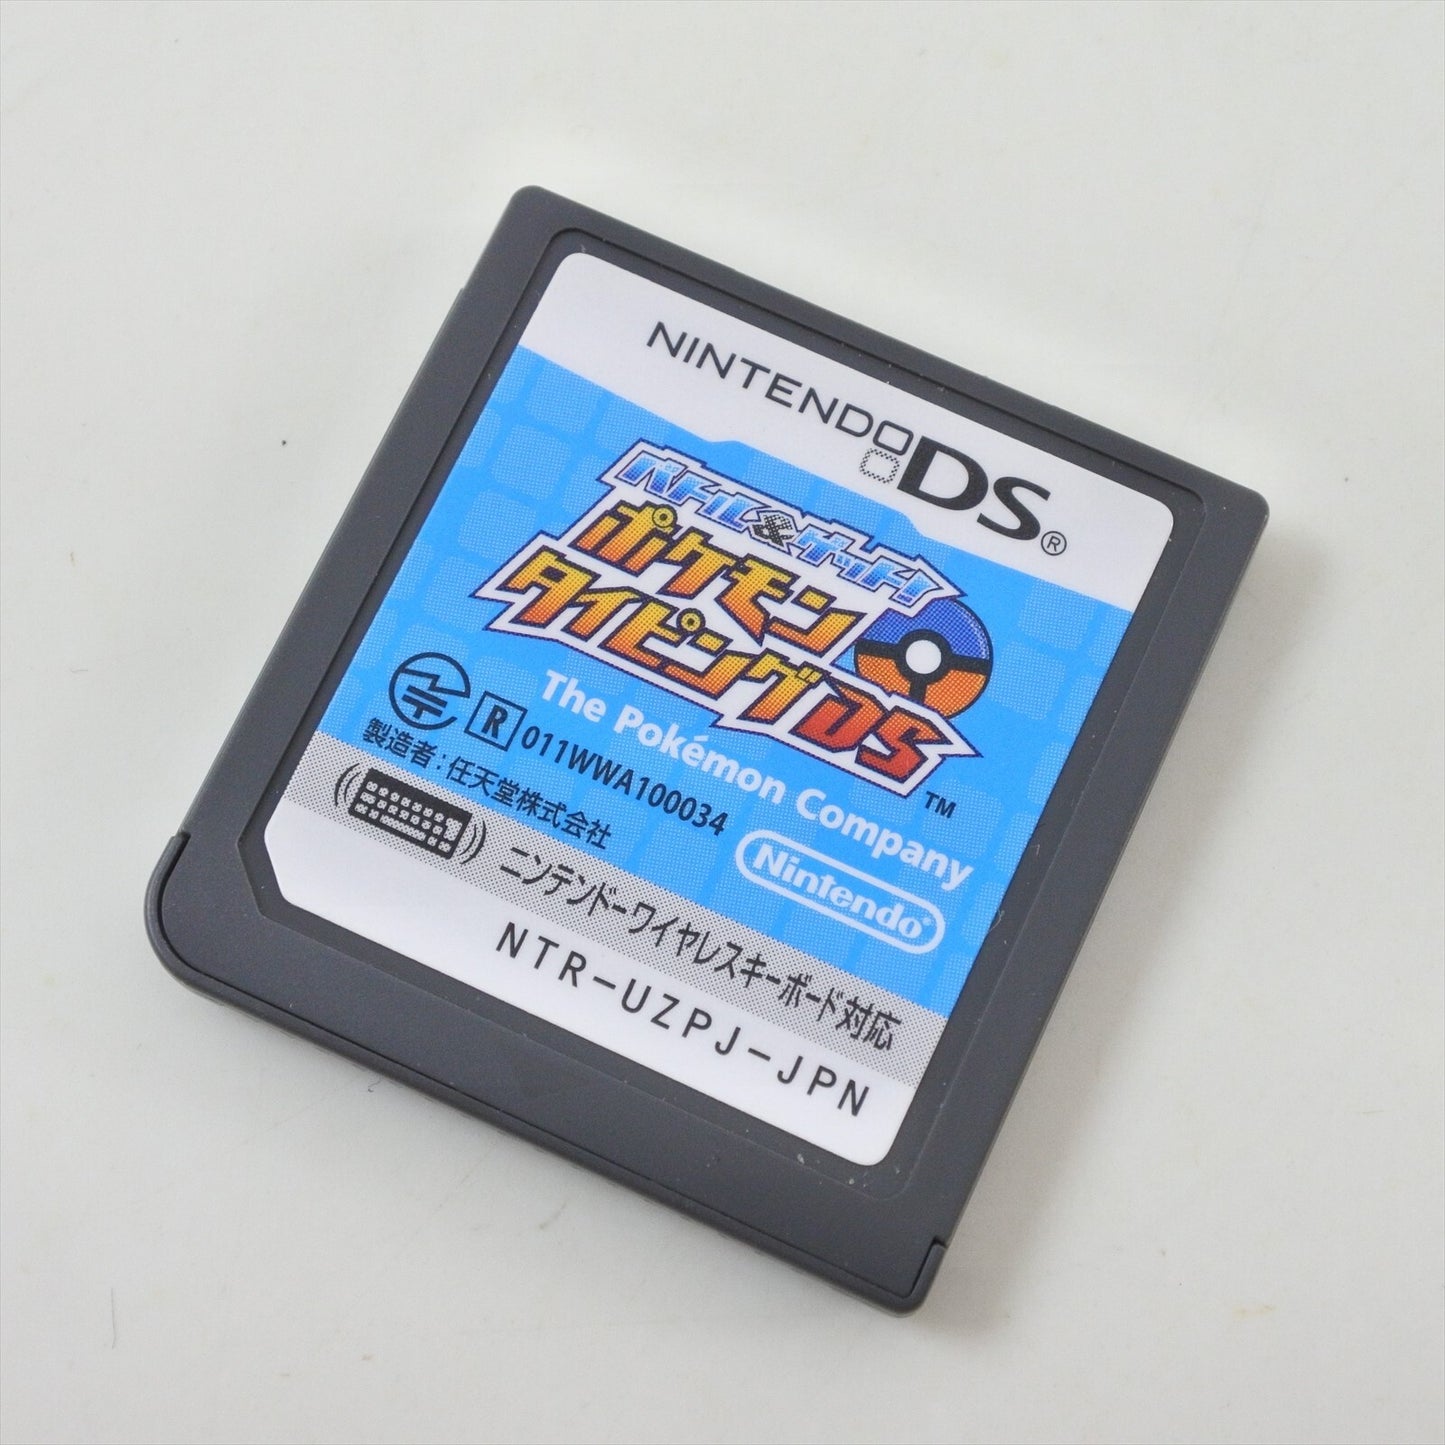 NINTENDO DS®
バトル&ゲット!
ポケモン
タイピングDS
TM
The Pokémon Company
R 011WWA100034
製造者:任天堂株式会社
Nintendo®
ニンテンドーワイヤレスキーボード対応
NTR-UZPJ-JPN